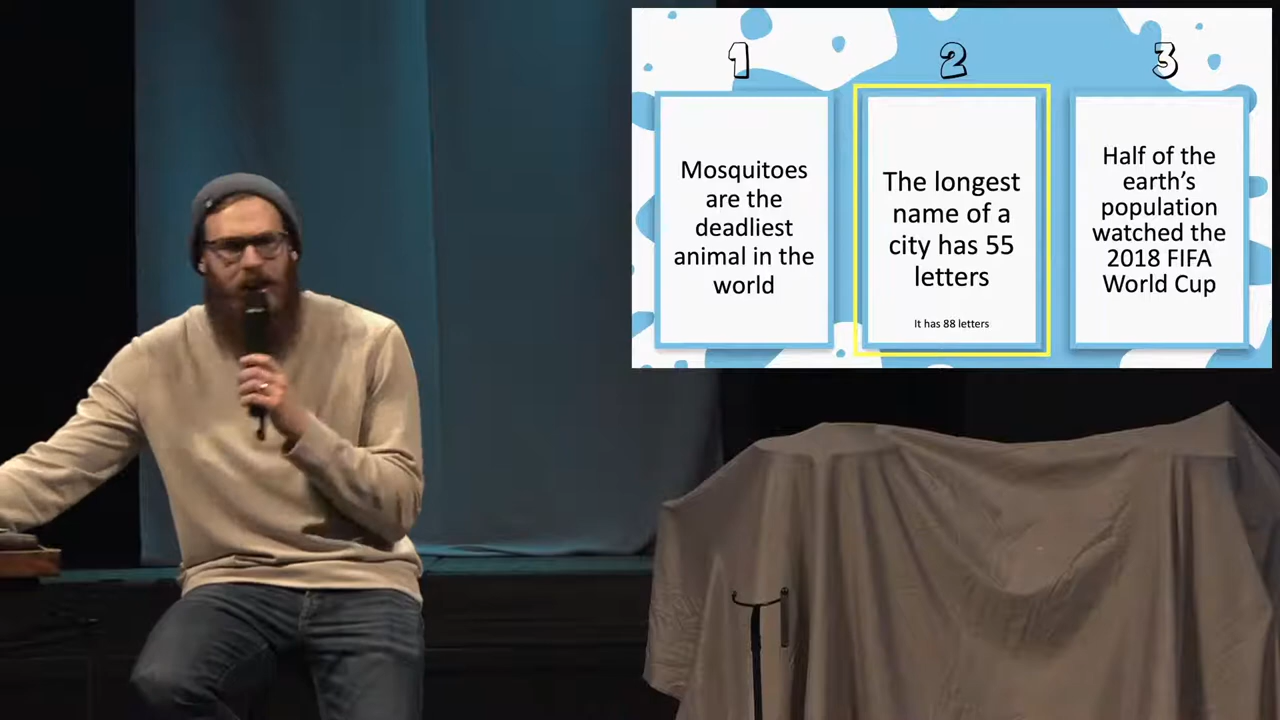 1
2
3
Mosquitoes
are the
deadliest
animal in the
world
The longest
name of a
city has 55
letters
It has 88 letters
Half of the
earth's
population
watched the
2018 FIFA
World Cup